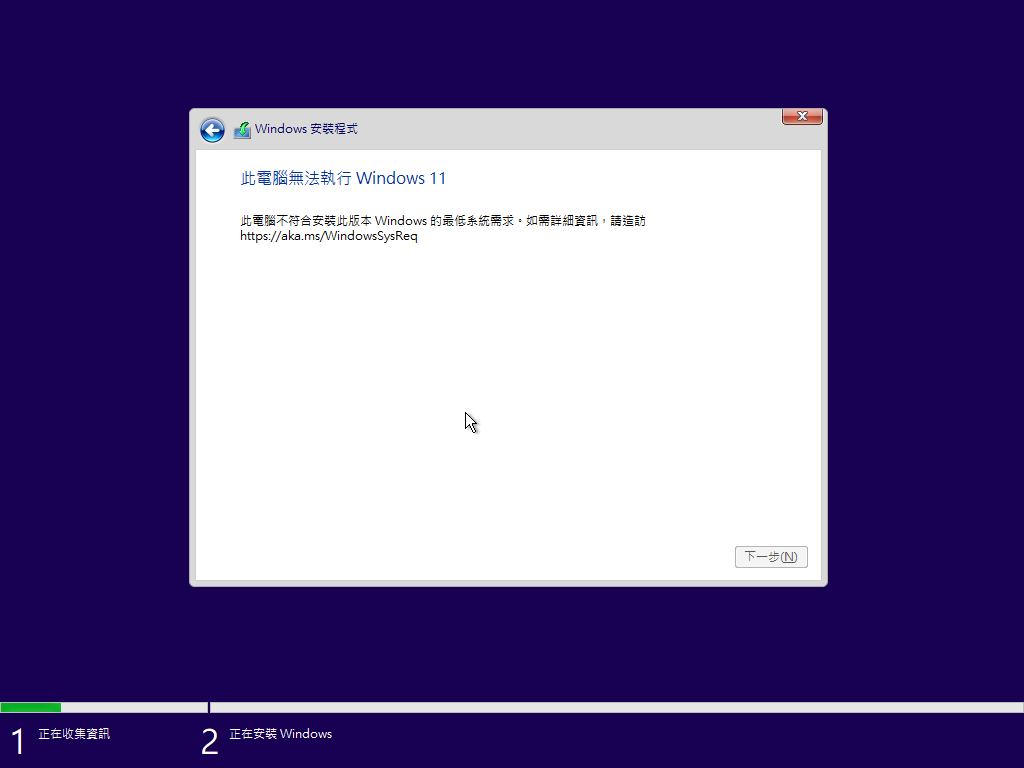 Windows 安裝程式
此電腦無法執行 Windows 11
此電腦不符合安裝此版本 Windows 的最低系統需求。如需詳細資訊，請造訪
https://aka.ms/WindowsSysReq
下一步(N)
1 正在收集資訊
2 正在安裝 Windows